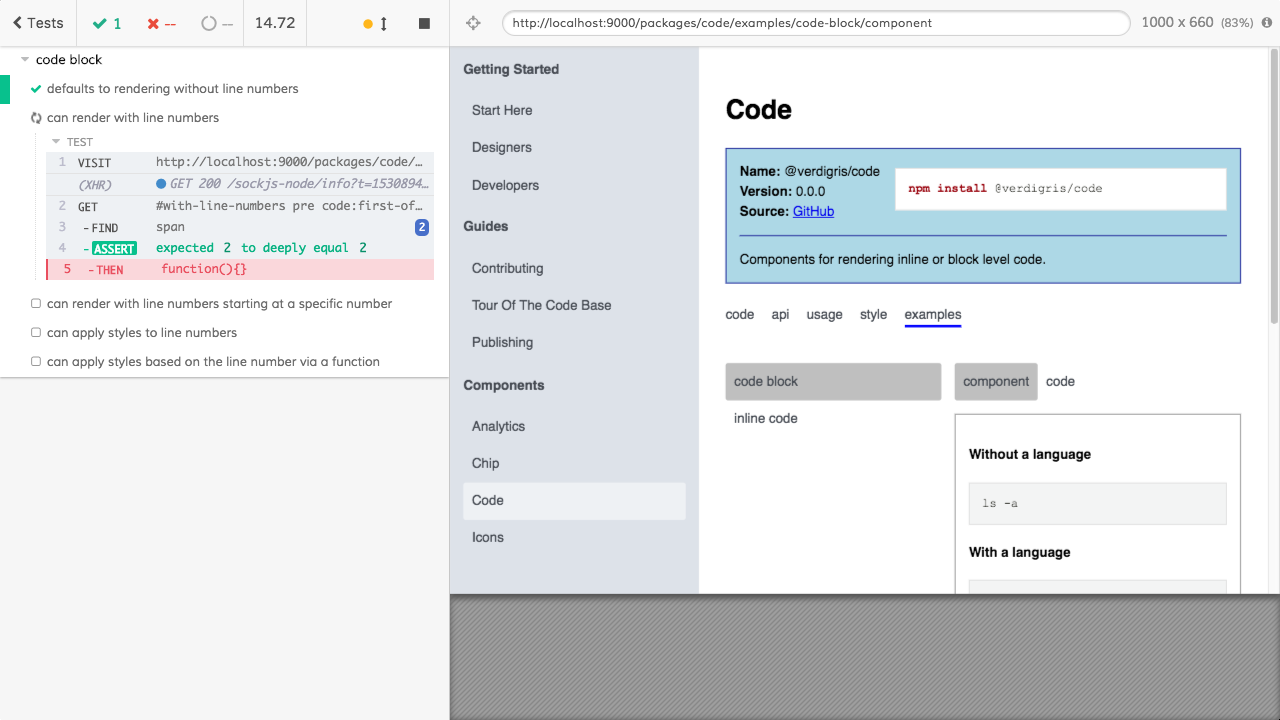 Tests
1
--
--
14.72
http://localhost:9000/packages/code/examples/code-block/component
1000 x 660 (83%)
code block
defaults to rendering without line numbers
can render with line numbers
TEST
1 VISIT http://localhost:9000/packages/code/…
(XHR) GET 200 /sockjs-node/info?t=1530894…
2 GET #with-line-numbers pre code:first-of…
3 -FIND span 2
4 -ASSERT expected 2 to deeply equal 2
5 -THEN function(){}
can render with line numbers starting at a specific number
can apply styles to line numbers
can apply styles based on the line number via a function
Getting Started
Start Here
Designers
Developers
Guides
Contributing
Tour Of The Code Base
Publishing
Components
Analytics
Chip
Code
Icons
Code
Name: @verdigris/code
Version: 0.0.0
Source: GitHub
npm install @verdigris/code
Components for rendering inline or block level code.
code api usage style examples
code block
inline code
component code
Without a language
ls -a
With a language